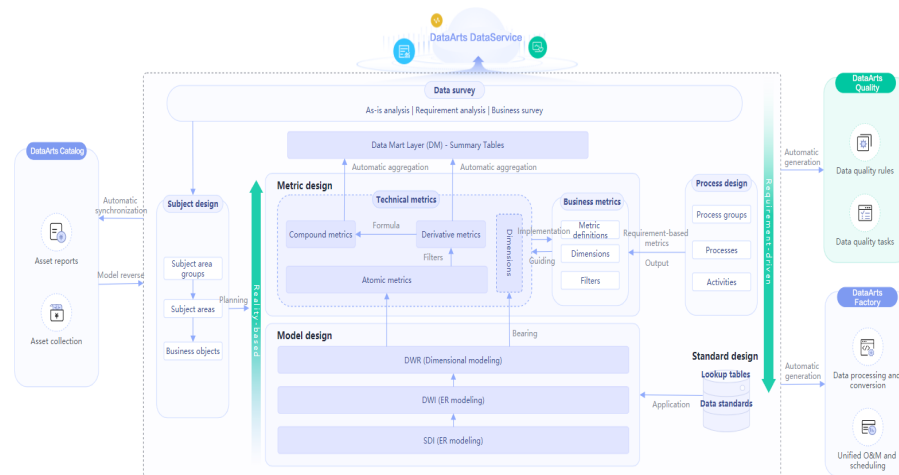 DataArts DataService
Data survey
As-is analysis | Requirement analysis | Business survey
Data Mart Layer (DM) - Summary Tables
Automatic aggregation
Automatic aggregation
DataArts Catalog
Asset reports
Asset collection
Automatic
synchronization
Model reverse
Subject design
Subject area
groups
Subject areas
Business objects
Planning
Reality-based
Metric design
Technical metrics
Compound metrics
Formula
Derivative metrics
Filters
Atomic metrics
Dimensions
Implementation
Guiding
Business metrics
Metric
definitions
Dimensions
Filters
Requirement-based
metrics
Output
Process design
Process groups
Processes
Activities
Requirement-driven
Bearing
Model design
DWR (Dimensional modeling)
DWI (ER modeling)
SDI (ER modeling)
Standard design
Lookup tables
Data standards
Application
Automatic
generation
DataArts
Quality
Data quality rules
Data quality tasks
Automatic
generation
DataArts
Factory
Data processing and
conversion
Unified O&M and
scheduling